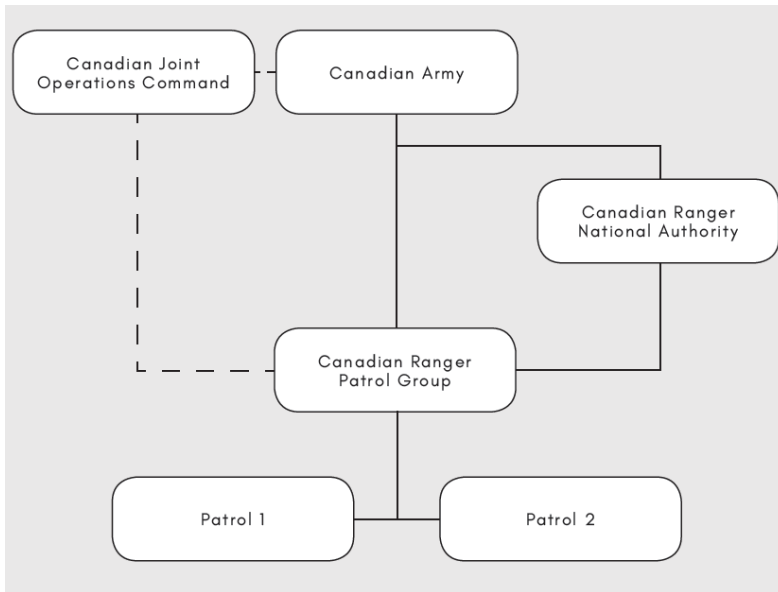 Canadian Joint
Operations Command
Canadian Army
Canadian Ranger
National Authority
Canadian Ranger
Patrol Group
Patrol 1
Patrol 2